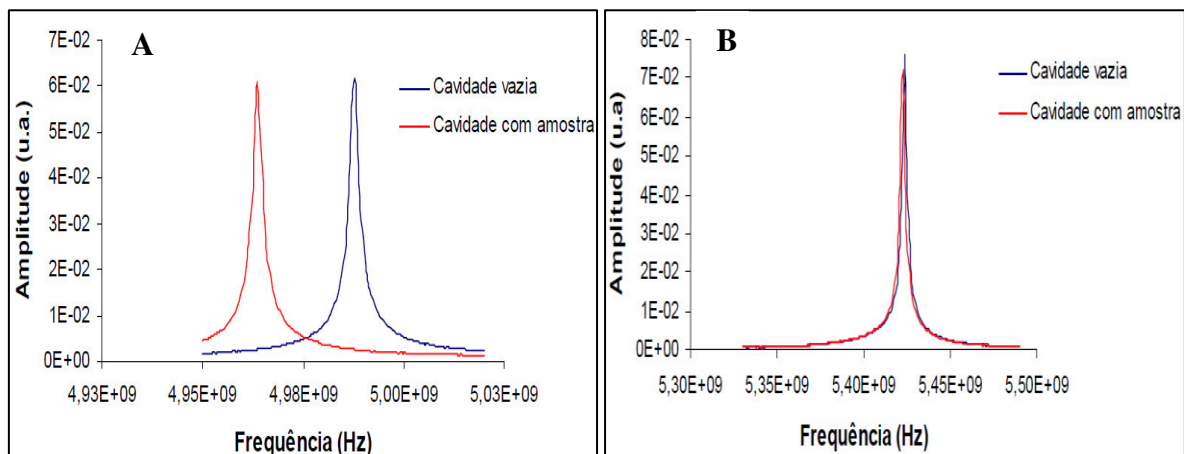 A
7E-02
6E-02
5E-02
4E-02
3E-02
2E-02
1E-02
0E+00
Amplitude (u.a.)
Cavidade vazia
Cavidade com amostra
4,93E+09 4,95E+09 4,98E+09 5,00E+09 5,03E+09
Frequência (Hz)
B
8E-02
7E-02
6E-02
5E-02
4E-02
3E-02
2E-02
1E-02
0E+00
Amplitude (u.a.)
Cavidade vazia
Cavidade com amostra
5,30E+09 5,35E+09 5,40E+09 5,45E+09 5,50E+09
Frequência (Hz)